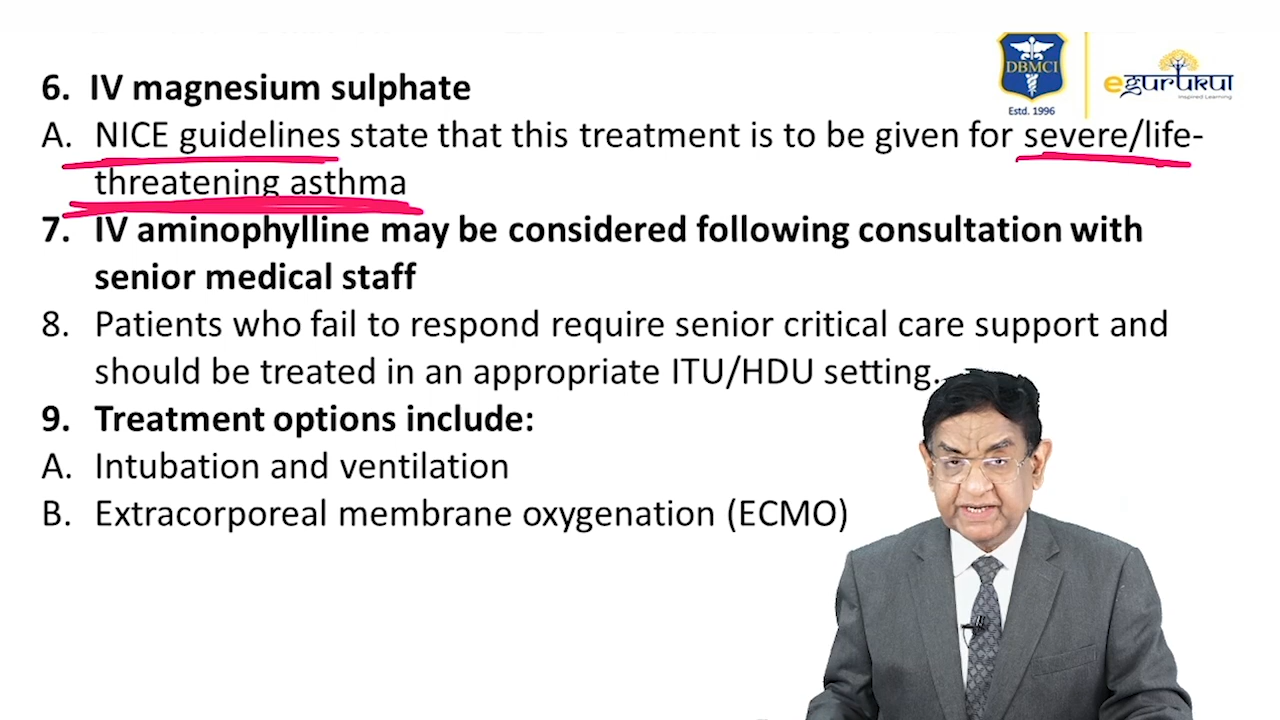 DBMCI
Estd. 1996
egurukul
Inspired Learning
6. IV magnesium sulphate
A. NICE guidelines state that this treatment is to be given for severe/life-
threatening asthma
7. IV aminophylline may be considered following consultation with
senior medical staff
8. Patients who fail to respond require senior critical care support and
should be treated in an appropriate ITU/HDU setting.
9. Treatment options include:
A. Intubation and ventilation
B. Extracorporeal membrane oxygenation (ECMO)